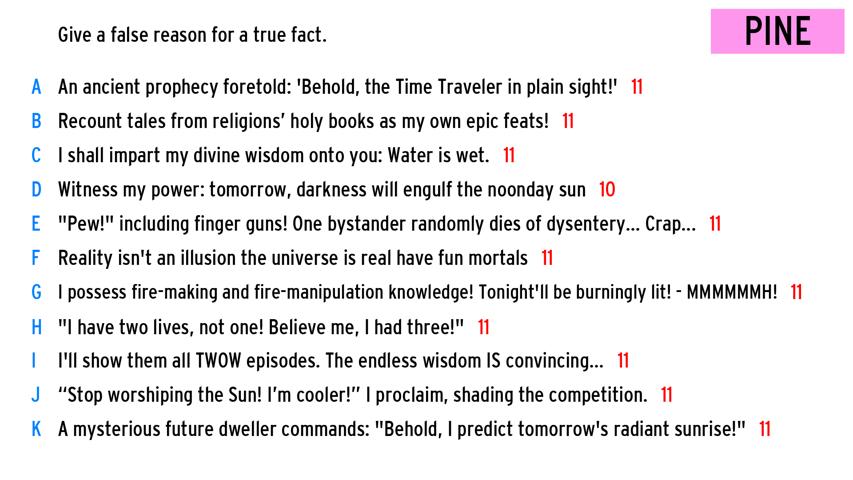 Give a false reason for a true fact.
PINE
A An ancient prophecy foretold: 'Behold, the Time Traveler in plain sight!' 11
B Recount tales from religions’ holy books as my own epic feats! 11
C I shall impart my divine wisdom onto you: Water is wet. 11
D Witness my power: tomorrow, darkness will engulf the noonday sun 10
E "Pew!" including finger guns! One bystander randomly dies of dysentery... Crap... 11
F Reality isn't an illusion the universe is real have fun mortals 11
G I possess fire-making and fire-manipulation knowledge! Tonight'll be burningly lit! - MMMMMMH! 11
H "I have two lives, not one! Believe me, I had three!" 11
I I'll show them all TWOW episodes. The endless wisdom IS convincing... 11
J “Stop worshiping the Sun! I’m cooler!” I proclaim, shading the competition. 11
K A mysterious future dweller commands: "Behold, I predict tomorrow's radiant sunrise!" 11